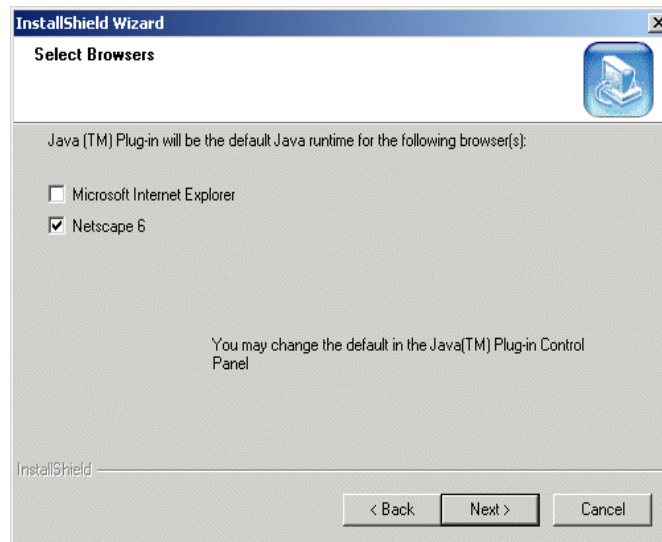 InstallShield Wizard
Select Browsers
Java (TM) Plug-in will be the default Java runtime for the following browser(s):
Microsoft Internet Explorer
Netscape 6
You may change the default in the Java(TM) Plug-in Control
Panel
InstallShield
< Back Next > Cancel